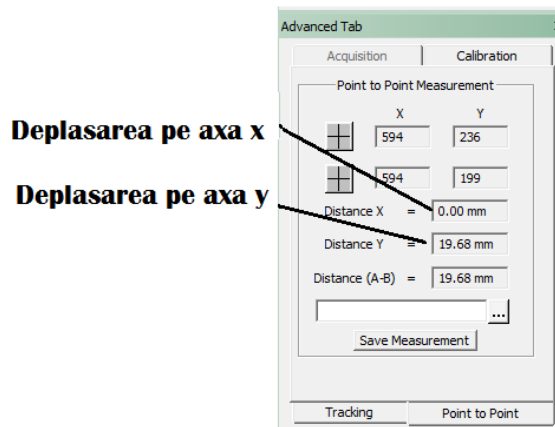 Advanced Tab
Acquisition Calibration
Point to Point Measurement
X Y
594 236
594 199
Deplasarea pe axa x
Deplasarea pe axa y
Distance X = 0.00 mm
Distance Y = 19.68 mm
Distance (A-B) = 19.68 mm
...
Save Measurement
Tracking Point to Point